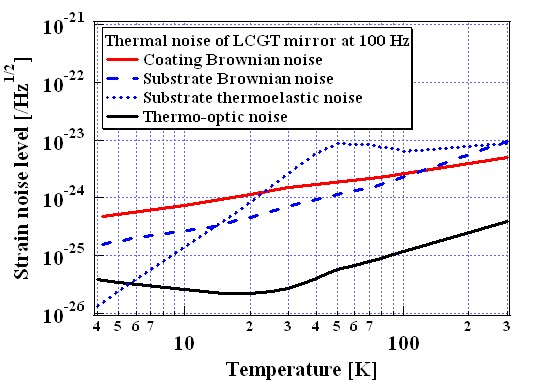 10^-21
Thermal noise of LCGT mirror at 100 Hz
Coating Brownian noise
Substrate Brownian noise
Substrate thermoelastic noise
Thermo-optic noise
10^-22
10^-23
10^-24
10^-25
10^-26
Strain noise level [/Hz^1/2]
4 5 6 7 2 3 4 5 6 7 2 3
10 100
Temperature [K]